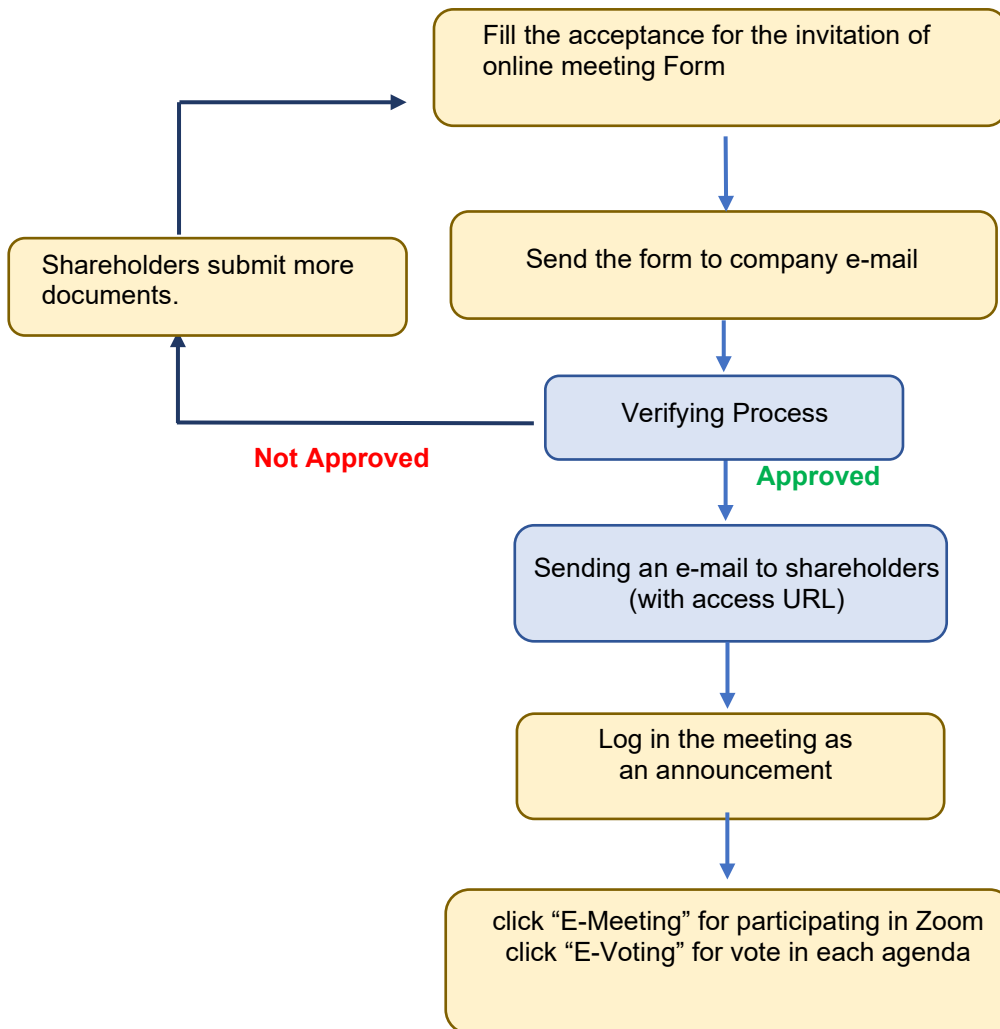 Fill the acceptance for the invitation of
online meeting Form
Shareholders submit more
documents.
Send the form to company e-mail
Verifying Process
Not Approved
Approved
Sending an e-mail to shareholders
(with access URL)
Log in the meeting as
an announcement
click “E-Meeting” for participating in Zoom
click “E-Voting” for vote in each agenda